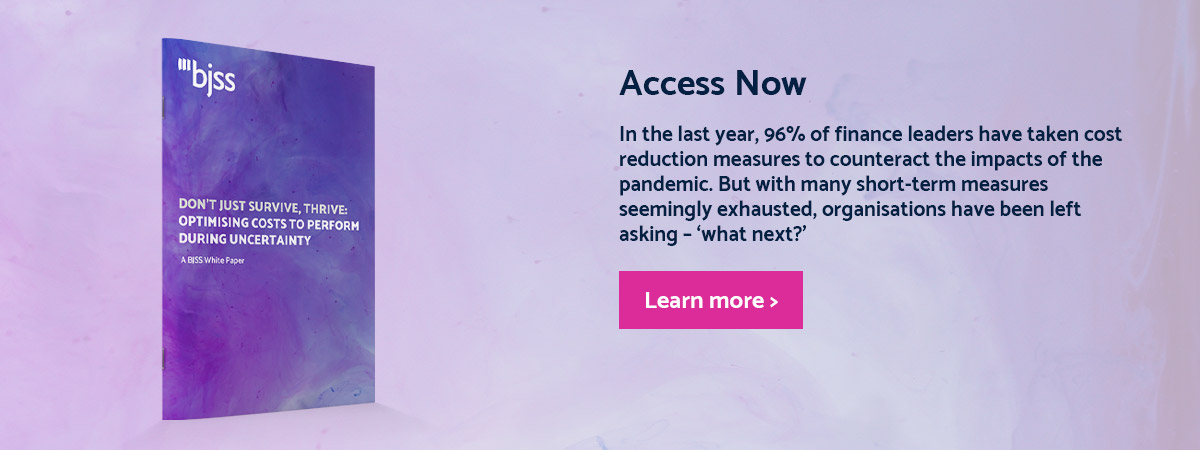 bjss
DON'T JUST SURVIVE, THRIVE:
OPTIMISING COSTS TO PERFORM
DURING UNCERTAINTY
A BJSS White Paper
Access Now
In the last year, 96% of finance leaders have taken cost
reduction measures to counteract the impacts of the
pandemic. But with many short-term measures
seemingly exhausted, organisations have been left
asking – ‘what next?’
Learn more >